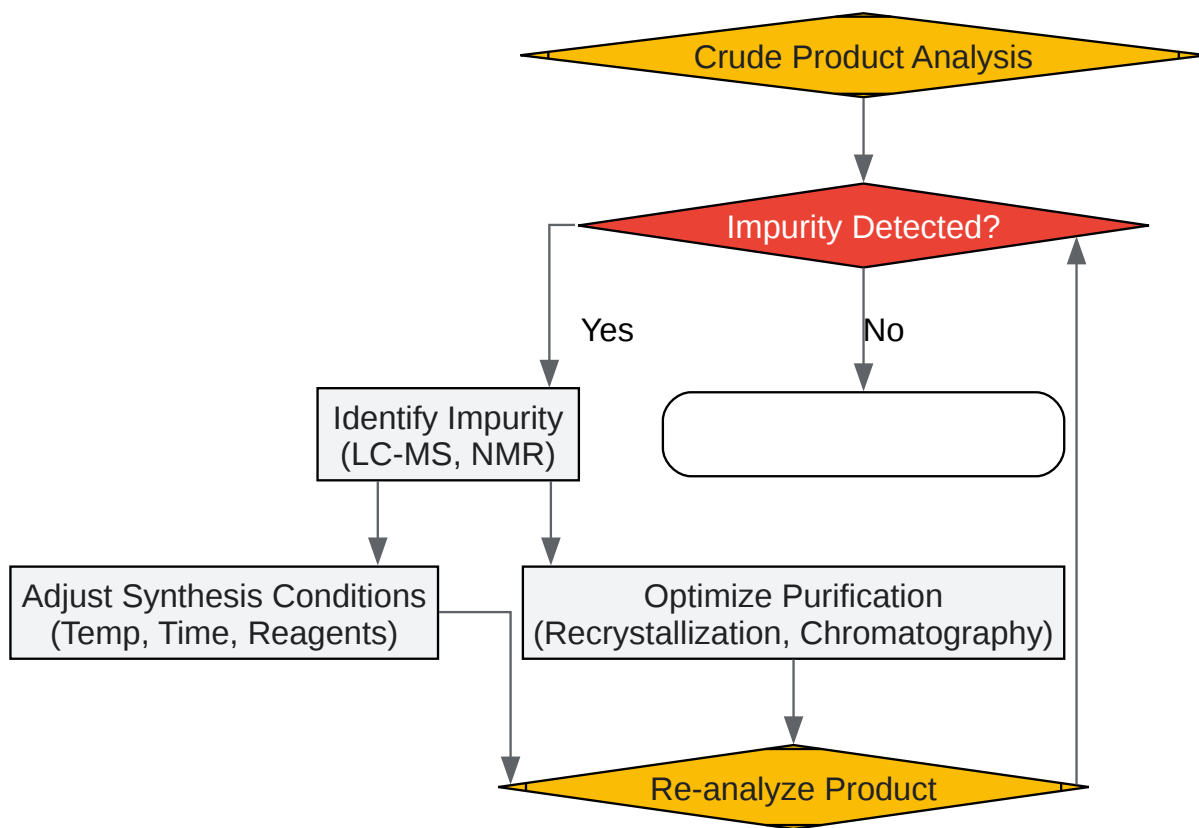 Crude Product Analysis
Impurity Detected?
Yes
No
Identify Impurity
(LC-MS, NMR)
Adjust Synthesis Conditions
(Temp, Time, Reagents)
Optimize Purification
(Recrystallization, Chromatography)
Re-analyze Product